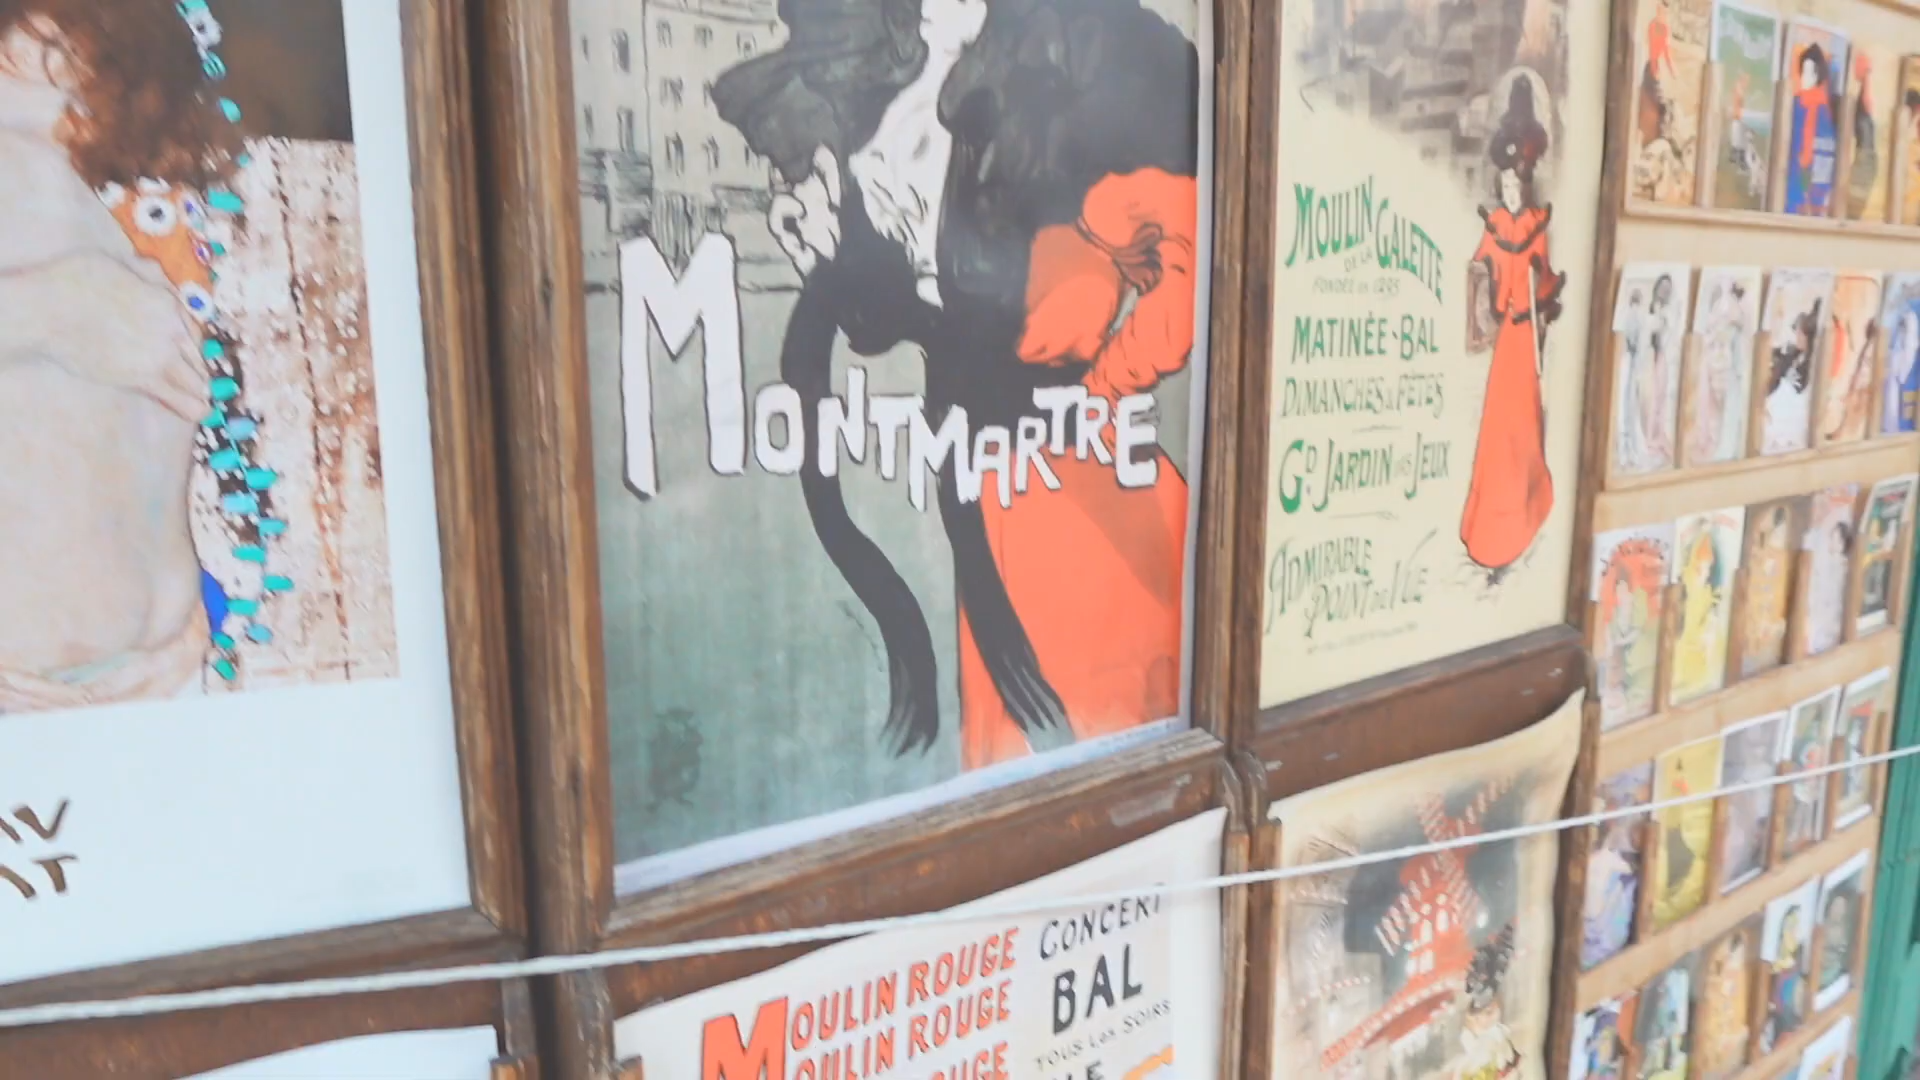 MONTMARTRE
MOULIN
DE LA
GALETTE
FONDÉE EN 1295
MATINÉE-BAL
DIMANCHES & FÊTES
GD JARDIN DES JEUX
ADMIRABLE
POINT DE VUE
MOULIN ROUGE
MOULIN ROUGE
ROUGE
CONCERT
BAL
TOUS LES SOIRS